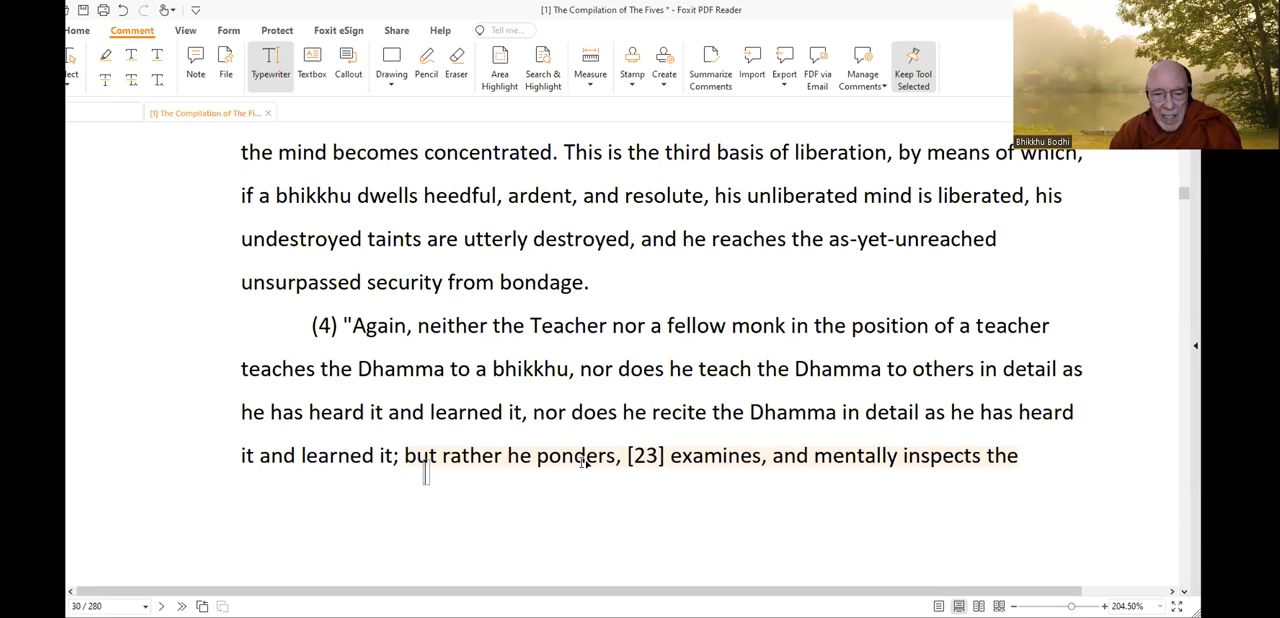 [1] The Compilation of The Fives * - Foxit PDF Reader
Home Comment View Form Protect Foxit eSign Share Help Tell me...
lect Note File Typewriter Textbox Callout Drawing Pencil Eraser Area Highlight Search & Highlight Measure Stamp Create Summarize Comments Import Export FDF via Email Manage Comments Keep Tool Selected
[1] The Compilation of The Fi...
Bhikkhu Bodhi
the mind becomes concentrated. This is the third basis of liberation, by means of which,
if a bhikkhu dwells heedful, ardent, and resolute, his unliberated mind is liberated, his
undestroyed taints are utterly destroyed, and he reaches the as-yet-unreached
unsurpassed security from bondage.
(4) "Again, neither the Teacher nor a fellow monk in the position of a teacher
teaches the Dhamma to a bhikkhu, nor does he teach the Dhamma to others in detail as
he has heard it and learned it, nor does he recite the Dhamma in detail as he has heard
it and learned it; but rather he ponders, [23] examines, and mentally inspects the
30 / 280 204.50%